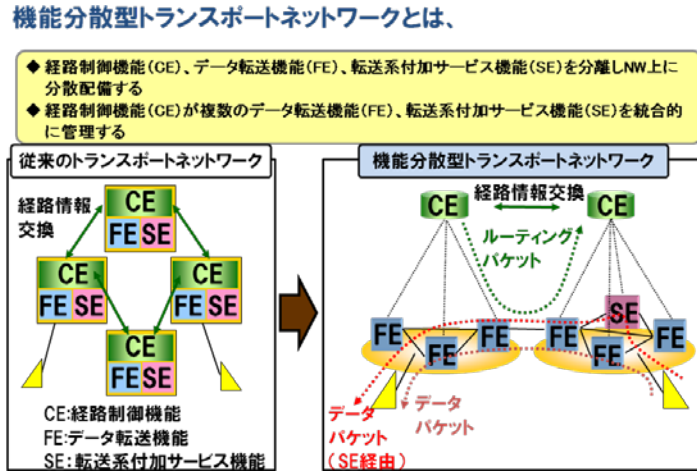 機能分散型トランスポートネットワークとは、
◆ 経路制御機能(CE)、データ転送機能(FE)、転送系付加サービス機能(SE)を分離しNW上に
分散配備する
◆ 経路制御機能(CE)が複数のデータ転送機能(FE)、転送系付加サービス機能(SE)を統合的
に管理する
従来のトランスポートネットワーク
経路情報
交換
CE
FE SE
CE
FE SE
CE
FE SE
CE
FE SE
CE:経路制御機能
FE:データ転送機能
SE:転送系付加サービス機能
機能分散型トランスポートネットワーク
経路情報交換
CE
CE
ルーティング
パケット
SE
FE
FE
FE
FE
FE
FE
データ
パケット
(SE経由)
データ
パケット